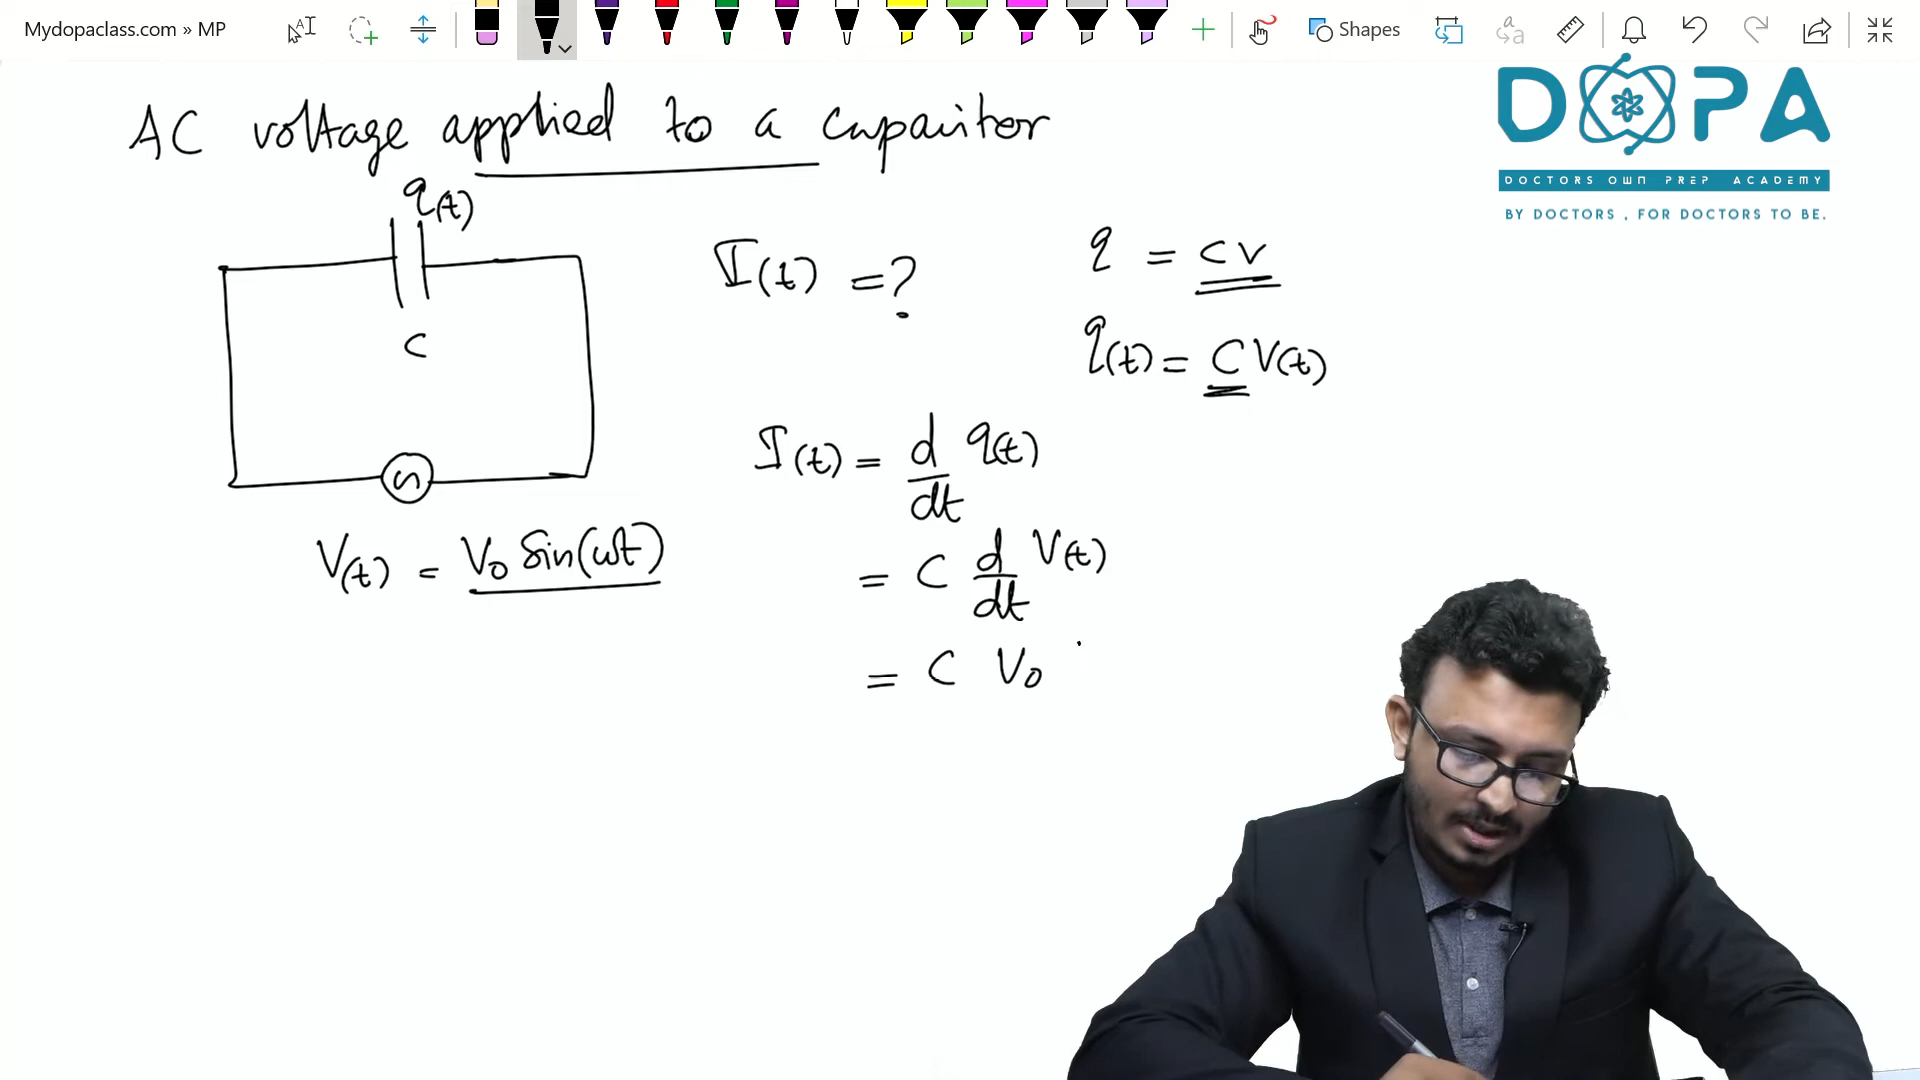 Mydopaclass.com » MP
Shapes
DOPA
DOCTORS OWN PREP ACADEMY
BY DOCTORS , FOR DOCTORS TO BE.
AC voltage applied to a capacitor
q(t)
C
V(t) = V₀ Sin(ωt)
I(t) = ?
q = CV
q(t) = C V(t)
I(t) = d/dt q(t)
= C d/dt V(t)
= C V₀